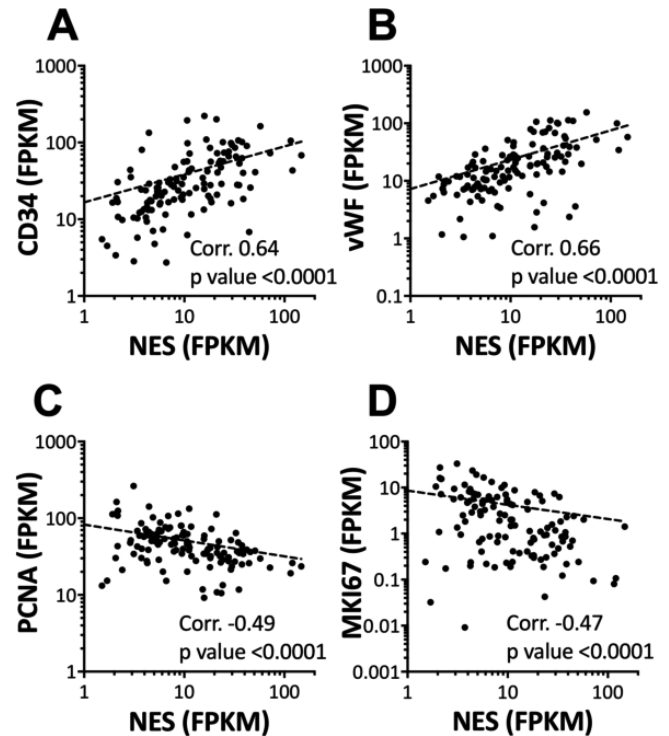 A
1000
100
10
1
CD34 (FPKM)
Corr. 0.64
p value <0.0001
1 10 100
NES (FPKM)
B
1000
100
10
1
0.1
vWF (FPKM)
Corr. 0.66
p value <0.0001
1 10 100
NES (FPKM)
C
1000
100
10
1
PCNA (FPKM)
Corr. -0.49
p value <0.0001
1 10 100
NES (FPKM)
D
100
10
1
0.1
0.01
0.001
MKI67 (FPKM)
Corr. -0.47
p value <0.0001
1 10 100
NES (FPKM)